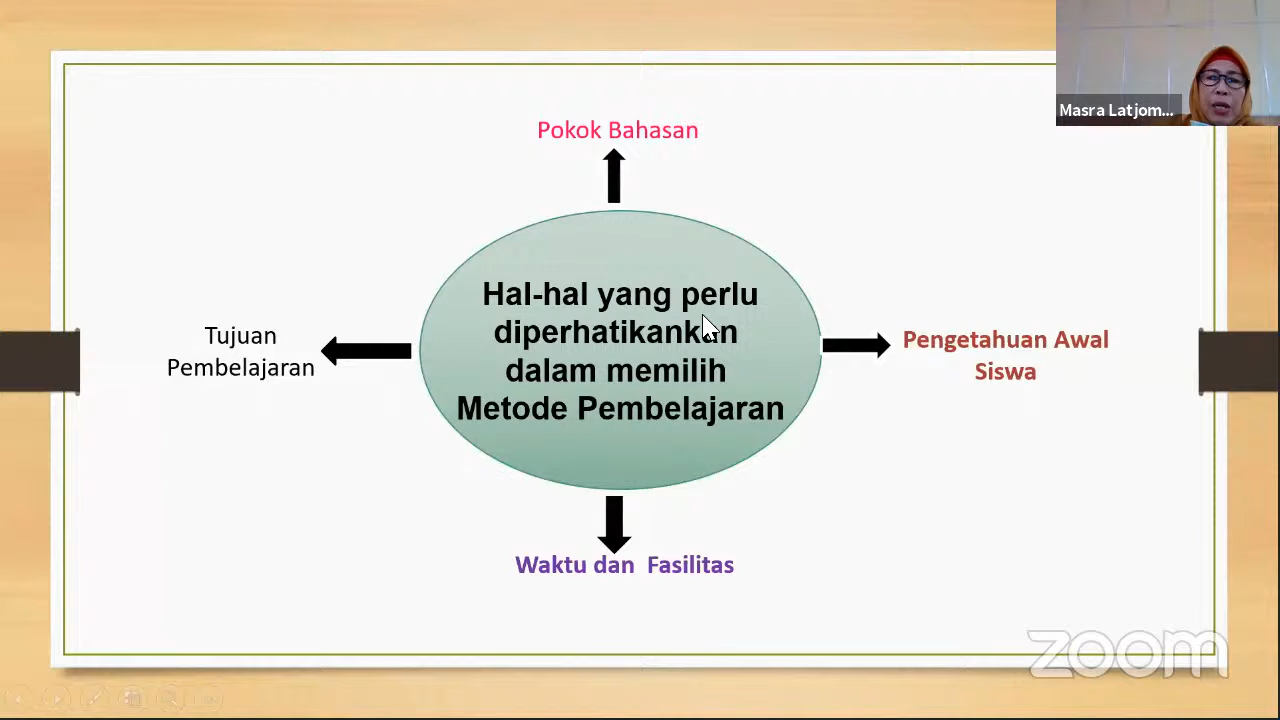 Masra Latjom...
Pokok Bahasan
Hal-hal yang perlu
diperhatikankan
dalam memilih
Metode Pembelajaran
Tujuan
Pembelajaran
Pengetahuan Awal
Siswa
Waktu dan  Fasilitas
zoom